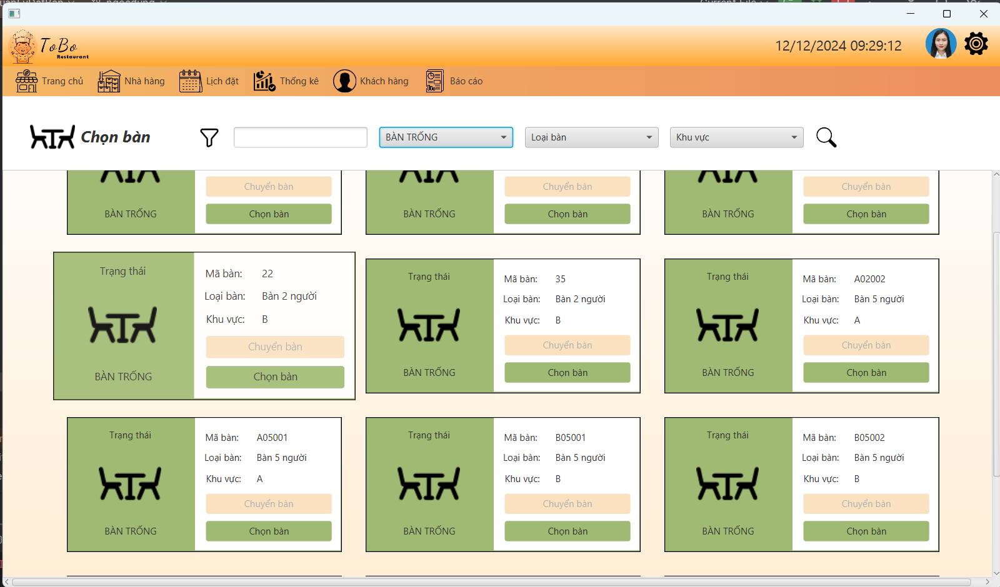 ToBo
Restaurant
12/12/2024 09:29:12
Trang chủ
Nhà hàng
Lịch đặt
Thống kê
Khách hàng
Báo cáo
Chọn bàn
BÀN TRỐNG
Loại bàn
Khu vực
Chuyển bàn
BÀN TRỐNG
Chọn bàn
Chuyển bàn
BÀN TRỐNG
Chọn bàn
Chuyển bàn
BÀN TRỐNG
Chọn bàn
Trạng thái
BÀN TRỐNG
Mã bàn: 22
Loại bàn: Bàn 2 người
Khu vực: B
Chuyển bàn
Chọn bàn
Trạng thái
BÀN TRỐNG
Mã bàn: 35
Loại bàn: Bàn 2 người
Khu vực: B
Chuyển bàn
Chọn bàn
Trạng thái
BÀN TRỐNG
Mã bàn: A02002
Loại bàn: Bàn 5 người
Khu vực: A
Chuyển bàn
Chọn bàn
Trạng thái
BÀN TRỐNG
Mã bàn: A05001
Loại bàn: Bàn 5 người
Khu vực: A
Chuyển bàn
Chọn bàn
Trạng thái
BÀN TRỐNG
Mã bàn: B05001
Loại bàn: Bàn 5 người
Khu vực: B
Chuyển bàn
Chọn bàn
Trạng thái
BÀN TRỐNG
Mã bàn: B05002
Loại bàn: Bàn 5 người
Khu vực: B
Chuyển bàn
Chọn bàn